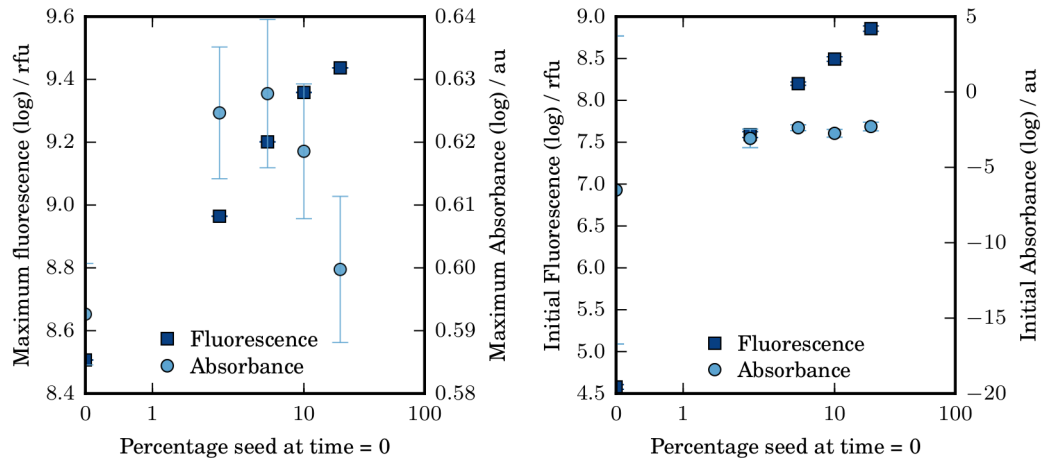 Maximum fluorescence (log) / rfu
9.6
9.4
9.2
9.0
8.8
8.6
8.4
0.64
0.63
0.62
0.61
0.60
0.59
0.58
Maximum Absorbance (log) / au
Fluorescence
Absorbance
0 1 10 100
Percentage seed at time = 0
Initial Fluorescence (log) / rfu
9.0
8.5
8.0
7.5
7.0
6.5
6.0
5.5
5.0
4.5
5
0
−5
−10
−15
−20
Initial Absorbance (log) / au
Fluorescence
Absorbance
0 1 10 100
Percentage seed at time = 0